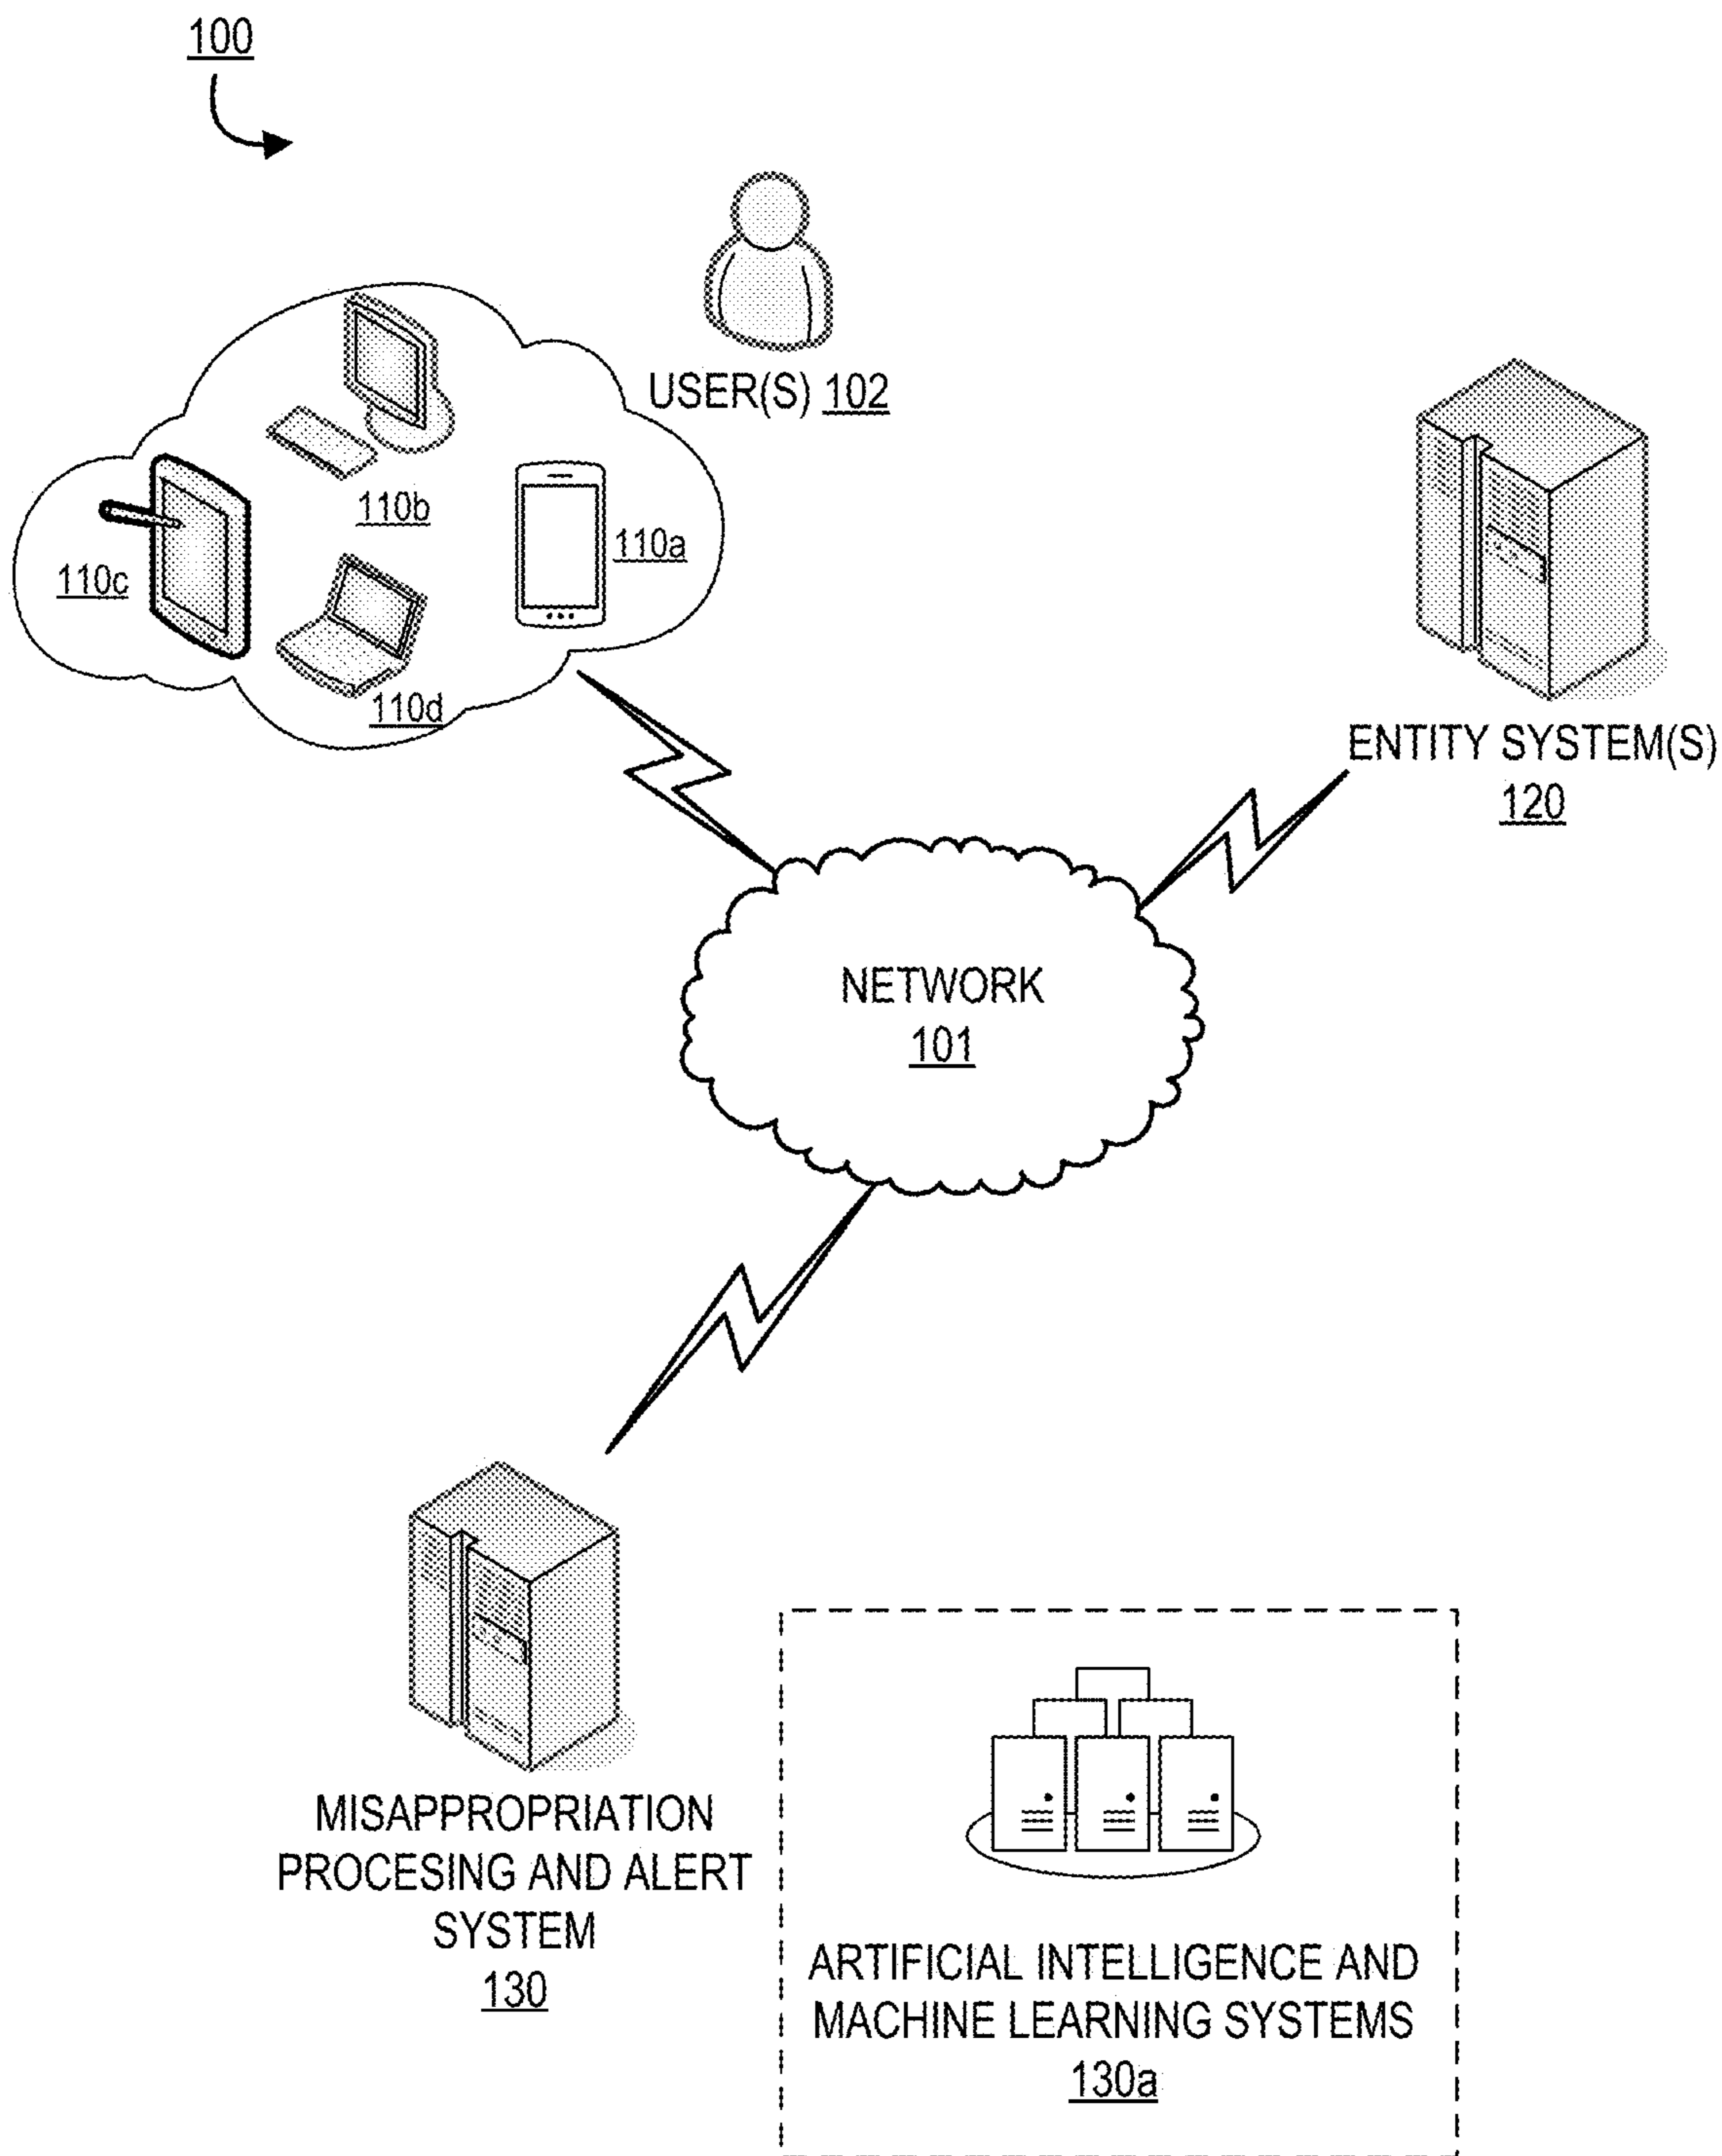 100
USER(S) 102
110b
110a
110c
110d
ENTITY SYSTEM(S)
120
NETWORK
101
MISAPPROPRIATION
PROCESING AND ALERT
SYSTEM
130
ARTIFICIAL INTELLIGENCE AND
MACHINE LEARNING SYSTEMS
130a